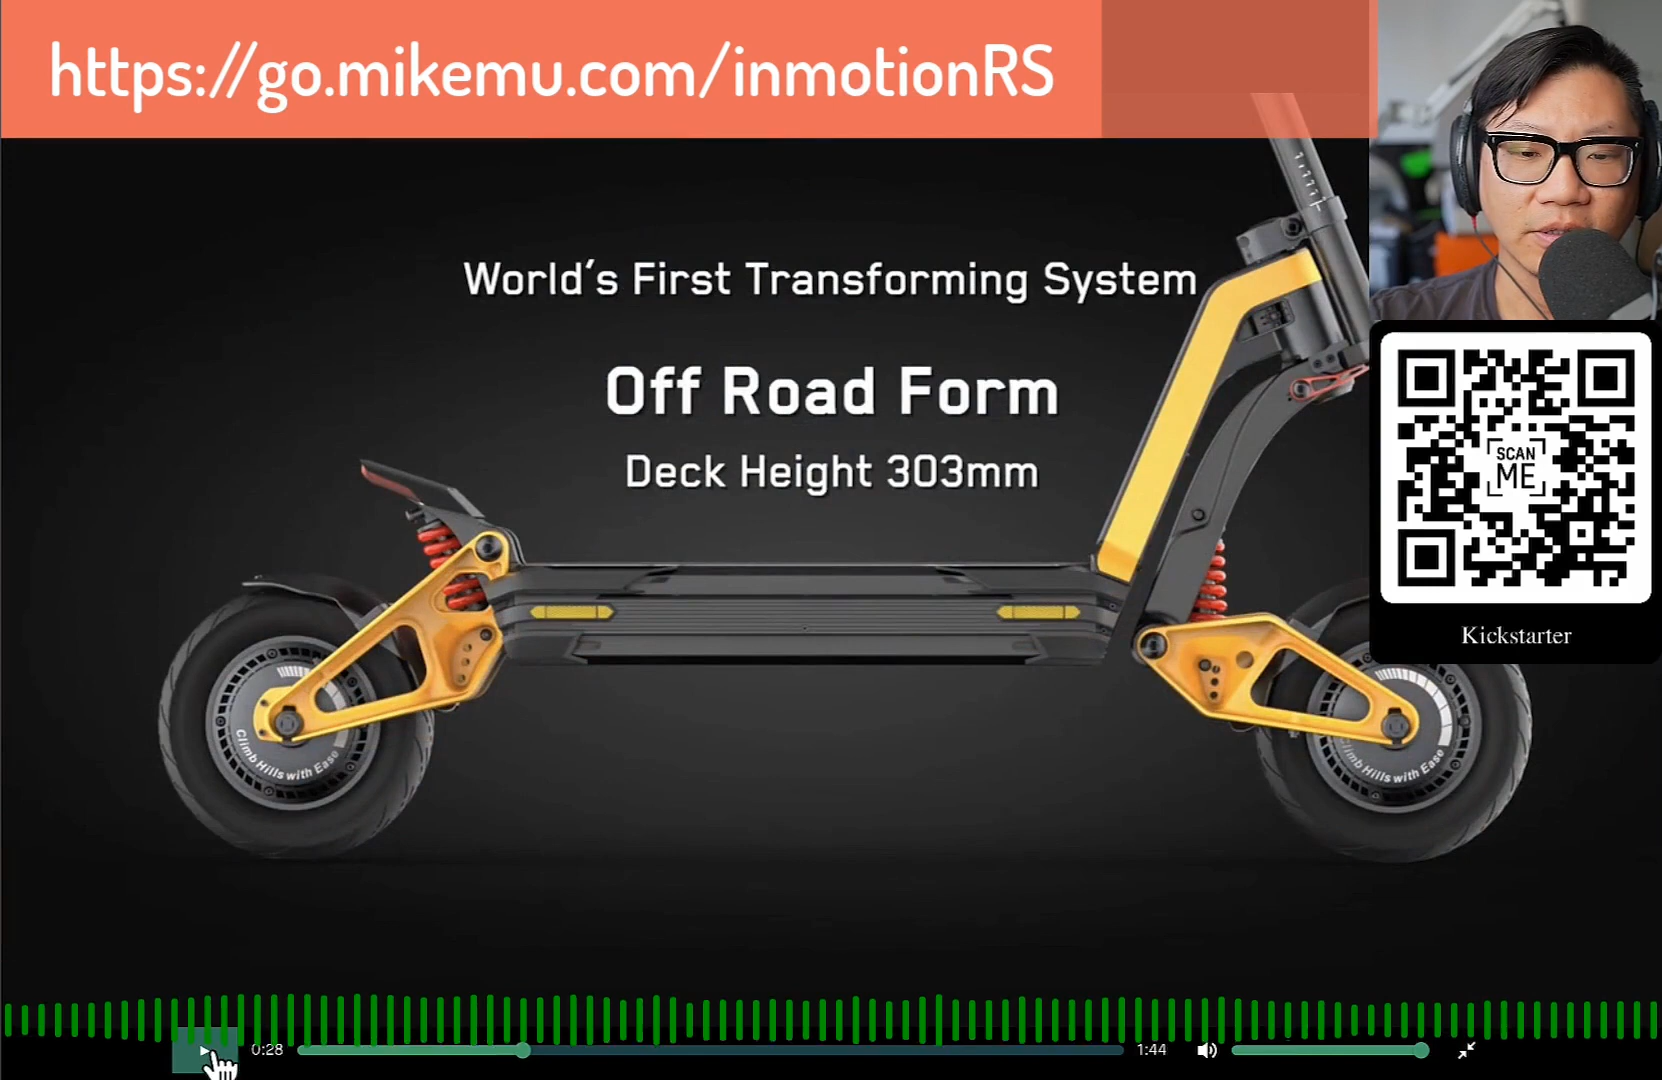 https://go.mikemu.com/inmotionRS
World's First Transforming System
Off Road Form
Deck Height 303mm
SCAN
ME
Kickstarter
Climb Hills with Ease
Climb Hills with Ease
0:28
1:44